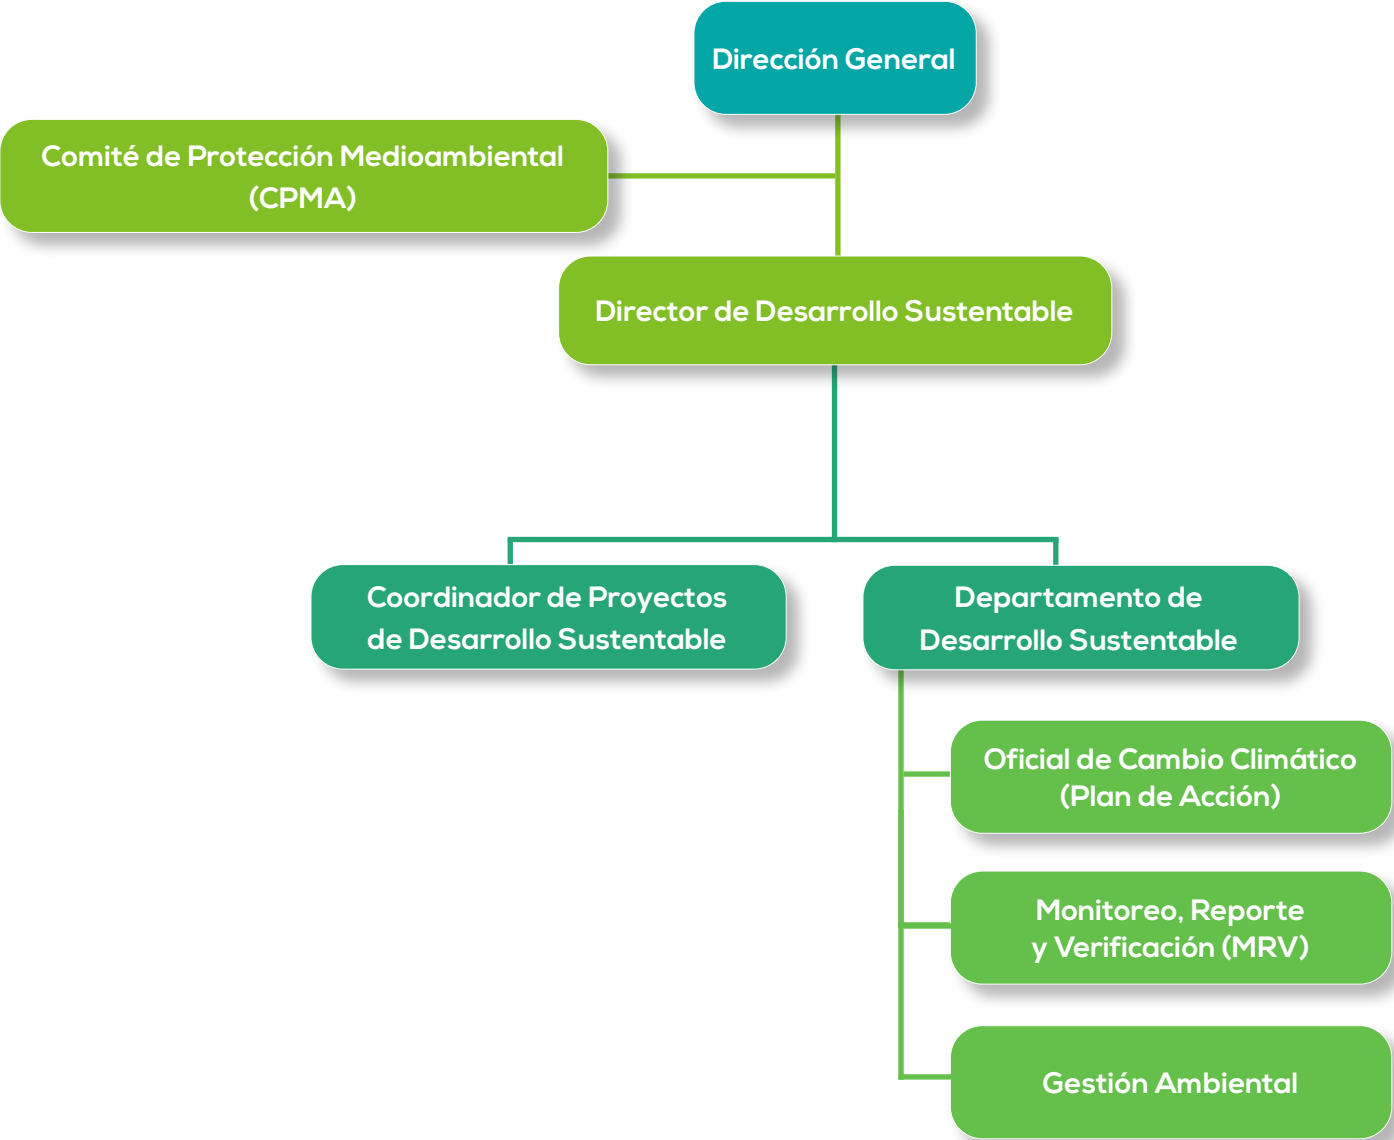 Dirección General
Comité de Protección Medioambiental
(CPMA)
Director de Desarrollo Sustentable
Coordinador de Proyectos
de Desarrollo Sustentable
Departamento de
Desarrollo Sustentable
Oficial de Cambio Climático
(Plan de Acción)
Monitoreo, Reporte
y Verificación (MRV)
Gestión Ambiental